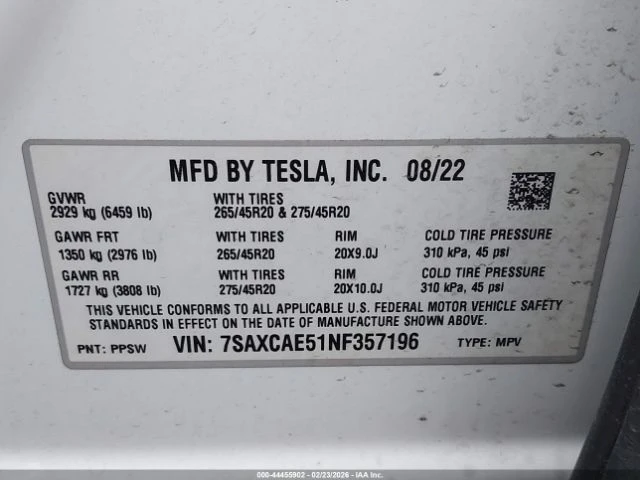 MFD BY TESLA, INC. 08/22
GVWR WITH TIRES
2929 kg (6459 lb) 265/45R20 & 275/45R20
GAWR FRT WITH TIRES RIM COLD TIRE PRESSURE
1350 kg (2976 lb) 265/45R20 20X9.0J 310 kPa, 45 psi
GAWR RR WITH TIRES RIM COLD TIRE PRESSURE
1727 kg (3808 lb) 275/45R20 20X10.0J 310 kPa, 45 psi
THIS VEHICLE CONFORMS TO ALL APPLICABLE U.S. FEDERAL MOTOR VEHICLE SAFETY
STANDARDS IN EFFECT ON THE DATE OF MANUFACTURE SHOWN ABOVE.
PNT: PPSW VIN: 7SAXCAE51NF357196 TYPE: MPV
000-44455902 - 02/23/2026 - IAA Inc.